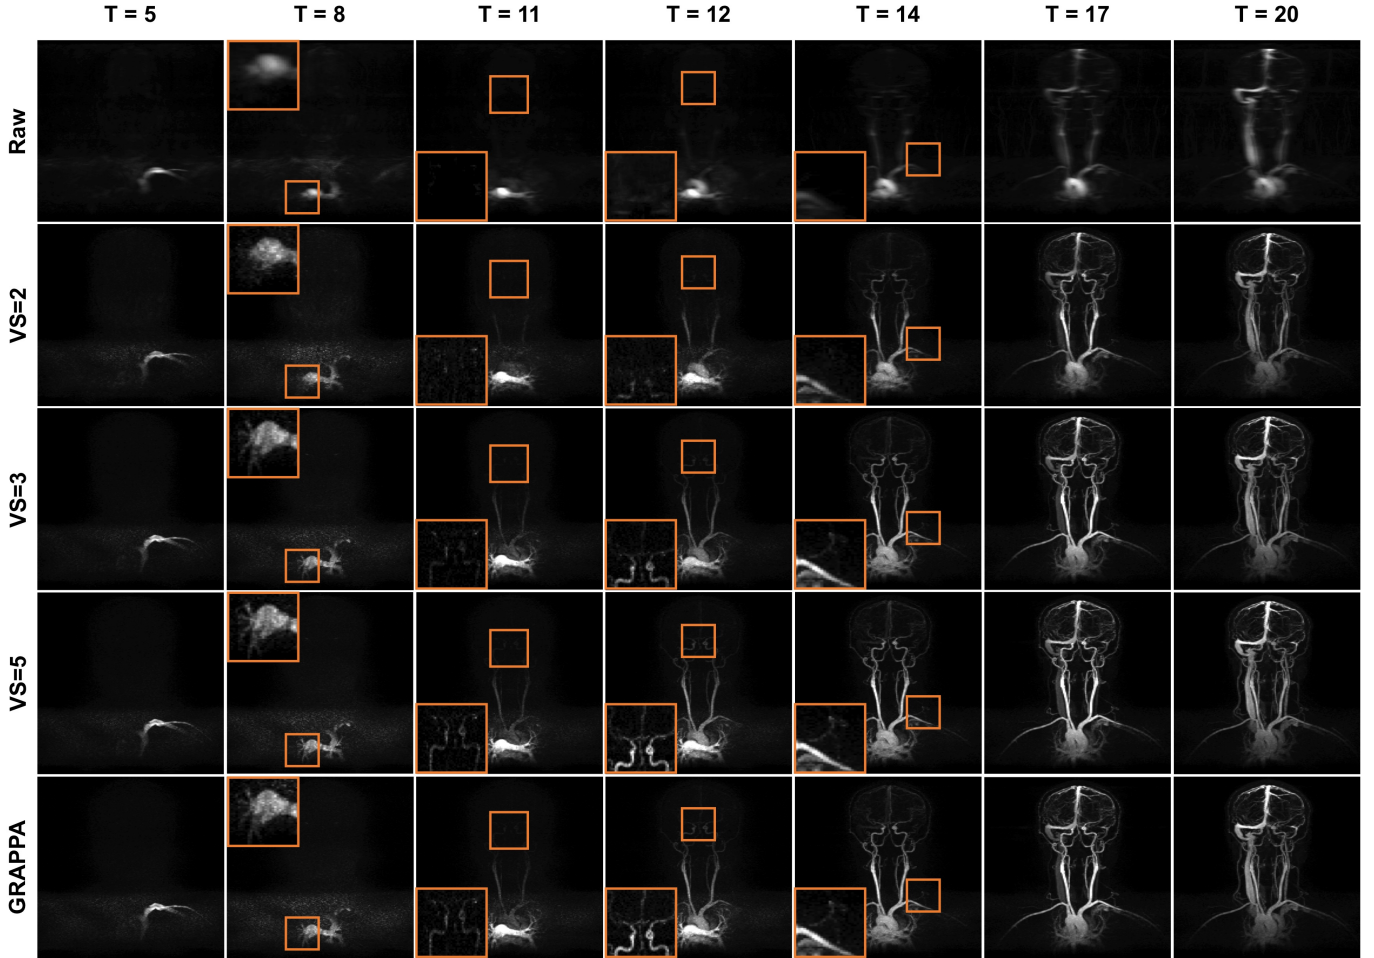 T = 5 T = 8 T = 11 T = 12 T = 14 T = 17 T = 20
Raw
VS=2
VS=3
VS=5
GRAPPA